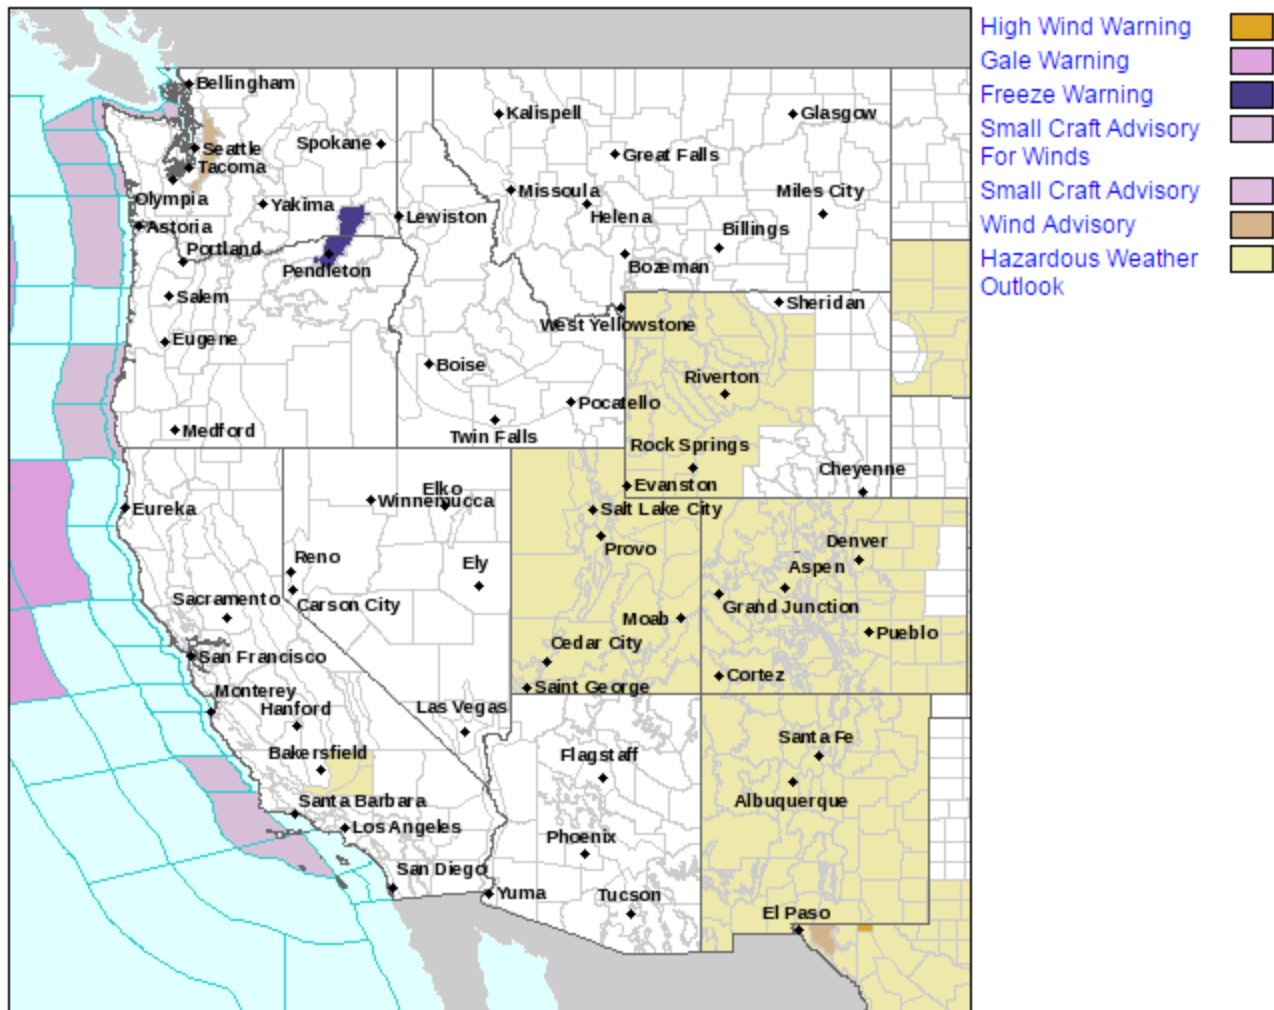 High Wind Warning
Gale Warning
Freeze Warning
Small Craft Advisory
For Winds
Small Craft Advisory
Wind Advisory
Hazardous Weather
Outlook
Bellingham
Kalispell
Glasgow
Seattle
Spokane
Great Falls
Tacoma
Olympia
Yakima
Lewiston
Missoula
Helena
Miles City
Astoria
Portland
Pendleton
Billings
Bozeman
Salem
Sheridan
West Yellowstone
Eugene
Boise
Riverton
Pocatello
Medford
Twin Falls
Rock Springs
Cheyenne
Elko
Winnemucca
Evanston
Eureka
Salt Lake City
Provo
Denver
Reno
Ely
Aspen
Sacramento
Carson City
Grand Junction
Moab
Pueblo
Cedar City
San Francisco
Cortez
Saint George
Monterey
Hanford
Las Vegas
Santa Fe
Bakersfield
Flagstaff
Albuquerque
Santa Barbara
Los Angeles
Phoenix
San Diego
Yuma
Tucson
El Paso